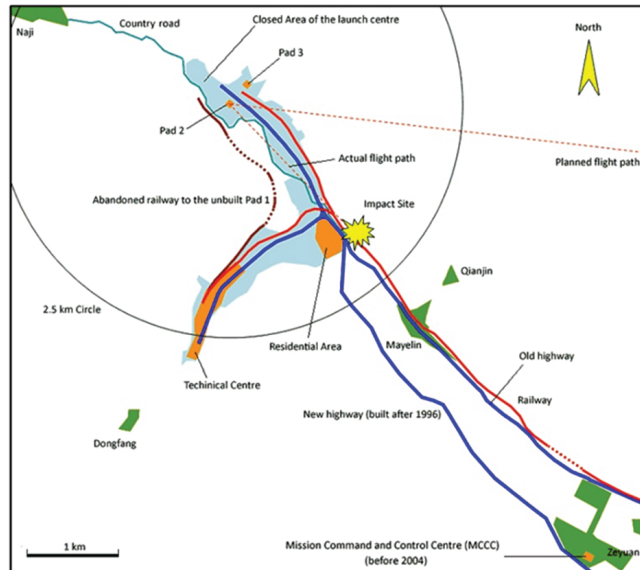 Naji
Country road
Closed Area of the launch centre
Pad 3
North
Pad 2
Actual flight path
Planned flight path
Abandoned railway to the unbuilt Pad 1
Impact Site
Qianjin
2.5 km Circle
Residential Area
Mayelin
Techinical Centre
Old highway
Railway
New highway (built after 1996)
Dongfang
1 km
Mission Command and Control Centre (MCCC)
(before 2004)
Zeyuan